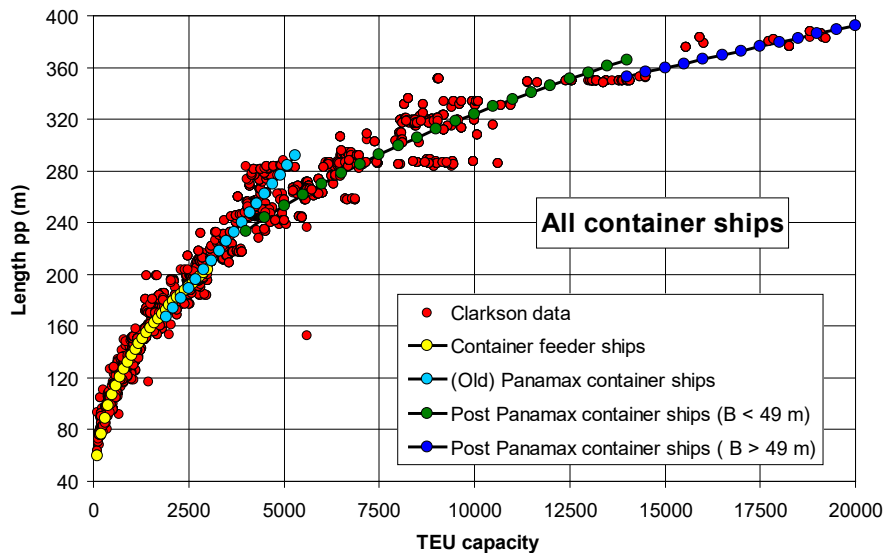 400
360
320
280
240
200
160
120
80
40
Length pp (m)
All container ships
Clarkson data
Container feeder ships
(Old) Panamax container ships
Post Panamax container ships (B < 49 m)
Post Panamax container ships ( B > 49 m)
0 2500 5000 7500 10000 12500 15000 17500 20000
TEU capacity